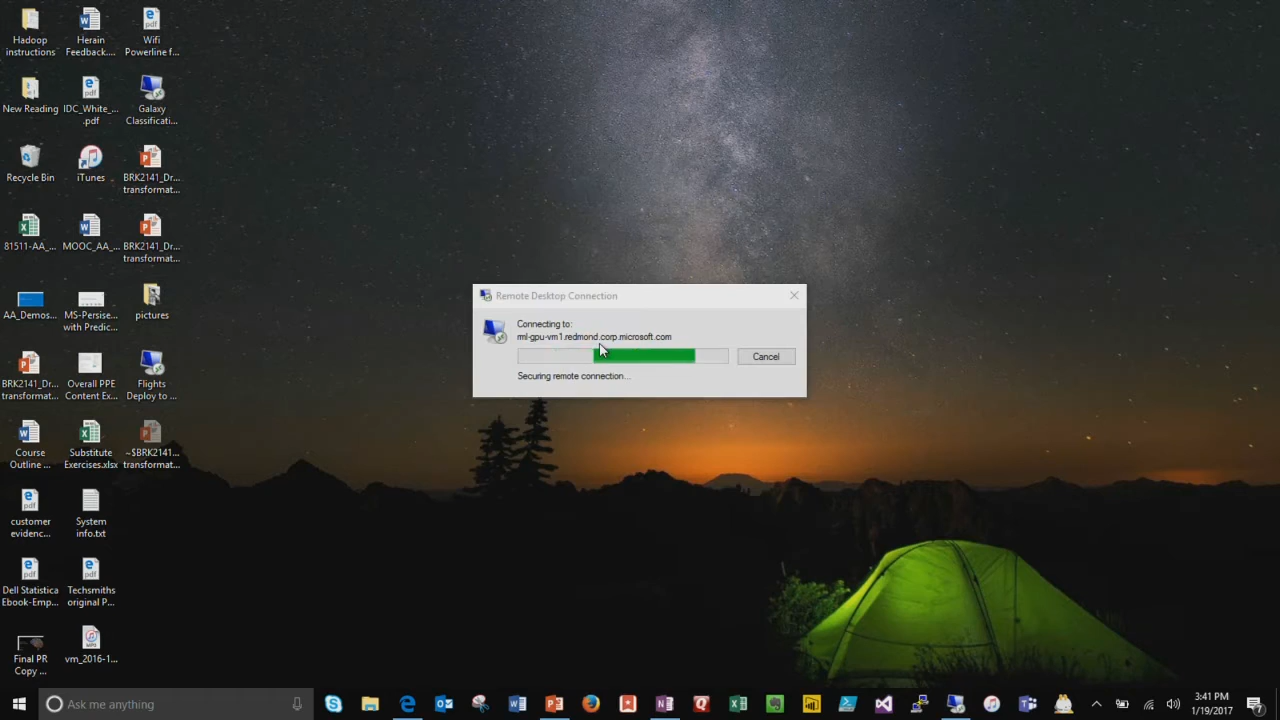 Hadoop
instructions
Herain
Feedback....
Wifi
Powerline f...
New Reading
IDC_White_...
.pdf
Galaxy
Classificati...
Recycle Bin
iTunes
BRK2141_Dr...
transformat...
81511-AA_...
MOOC_AA_...
BRK2141_Dr...
transformat...
AA_Demos...
MS-Persise...
with Predic...
pictures
BRK2141_Dr...
transformat...
Overall PPE
Content Ex...
Flights
Deploy to ...
Course
Outline ...
Substitute
Exercises.xlsx
~$BRK2141...
transformat...
customer
evidenc...
System
info.txt
Dell Statistica
Ebook-Emp...
Techsmiths
original P...
Final PR
Copy ...
vm_2016-1...
Remote Desktop Connection
Connecting to:
rml-gpu-vm1.redmond.corp.microsoft.com
Cancel
Securing remote connection...
Ask me anything
3:41 PM
1/19/2017